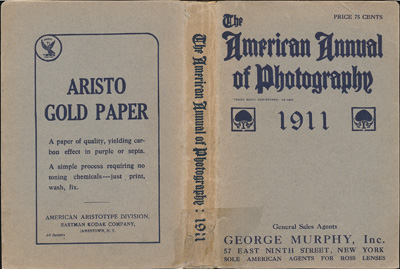 ARISTO
GOLD PAPER
A paper of quality, yielding car-
bon effect in purple or sepia.
A simple process requiring no
toning chemicals—just print,
wash, fix.
AMERICAN ARISTOTYPE DIVISION,
EASTMAN KODAK COMPANY,
JAMESTOWN, N. Y.
All Dealers
The American Annual of Photography : 1911
PRICE 75 CENTS
The
American Annual
of Photography
1911
General Sales Agents
GEORGE MURPHY, Inc.
57 EAST NINTH STREET, NEW YORK
SOLE AMERICAN AGENTS FOR ROSS LENSES